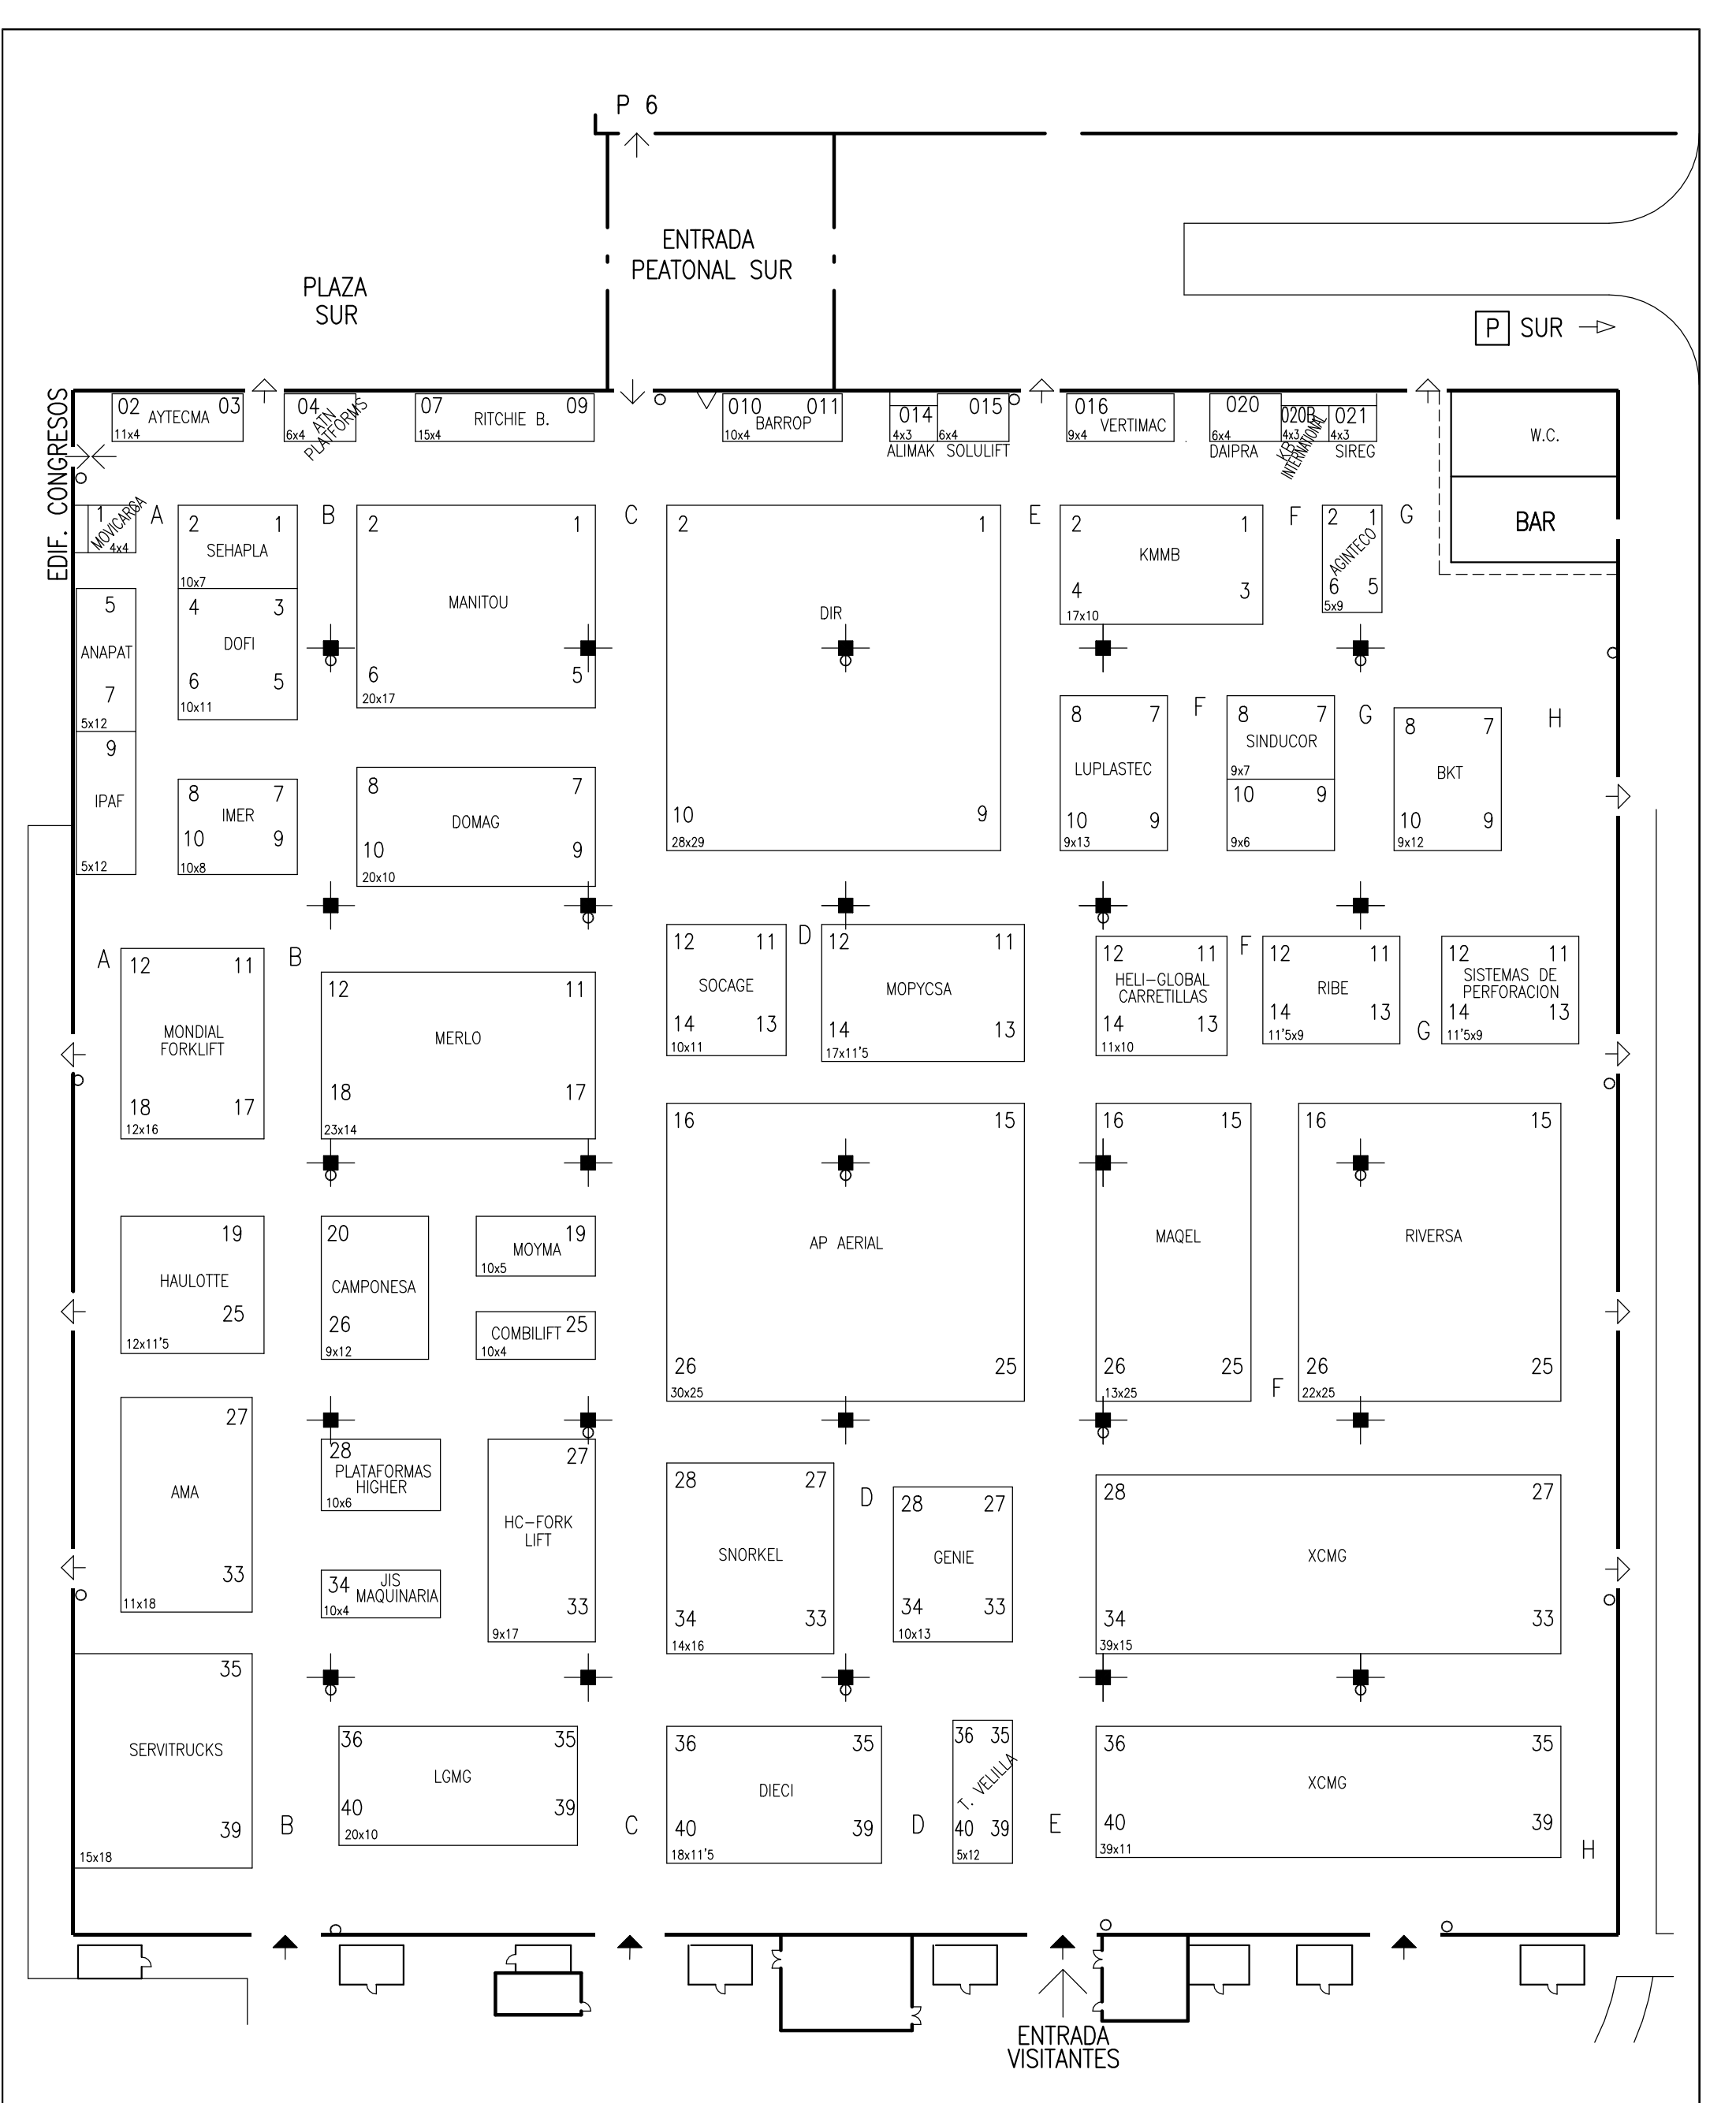 P 6
ENTRADA
PEATONAL SUR
PLAZA
SUR
P SUR
EDIF. CONGRESOS
02 AYTECMA 03
11x4
04 ATN
PLATFORMS
6x4
07 RITCHIE B. 09
15x4
010 011
BARROP
10x4
014
4x3
ALIMAK
015
6x4
SOLULIFT
016
VERTIMAC
9x4
020
6x4
DAIPRA
020B
4x3
KB
INTERNATIONAL
021
4x3
SIREG
W.C.
BAR
1
MOVICARGA
4x4
A
2 1
SEHAPLA
10x7
B
2 1
MANITOU
6 5
20x17
C
2 1
DIR
10 9
28x29
E
2 1
KMMB
4 3
17x10
F
2 1
AGINTECO
6 5
5x9
G
5
ANAPAT
7
5x12
4 3
DOFI
6 5
10x11
9
IPAF
5x12
8 7
IMER
10 9
10x8
8 7
DOMAG
10 9
20x10
8 7
LUPLASTEC
10 9
9x13
F
8 7
SINDUCOR
9x7
10 9
9x6
G
8 7
BKT
10 9
9x12
H
A
12 11
MONDIAL
FORKLIFT
18 17
12x16
B
12 11
MERLO
18 17
23x14
12 11
SOCAGE
14 13
10x11
D
12 11
MOPYCSA
14 13
17x11'5
12 11
HELI-GLOBAL
CARRETILLAS
14 13
11x10
F
12 11
RIBE
14 13
11'5x9
G
12 11
SISTEMAS DE
PERFORACION
14 13
11'5x9
19
HAULOTTE
25
12x11'5
20
CAMPONESA
26
9x12
19
MOYMA
10x5
25
COMBILIFT
10x4
16 15
AP AERIAL
26 25
30x25
16 15
MAQEL
26 25
13x25
F
16 15
RIVERSA
26 25
22x25
27
AMA
33
11x18
28
PLATAFORMAS
HIGHER
10x6
34 JIS
MAQUINARIA
10x4
27
HC-FORK
LIFT
33
9x17
28 27
SNORKEL
34 33
14x16
D
28 27
GENIE
34 33
10x13
28 27
XCMG
34 33
39x15
35
SERVITRUCKS
39
15x18
B
36 35
LGMG
40 39
20x10
C
36 35
DIECI
40 39
18x11'5
D
36 35
T. VELILLA
40 39
5x12
E
36 35
XCMG
40 39
39x11
H
ENTRADA
VISITANTES